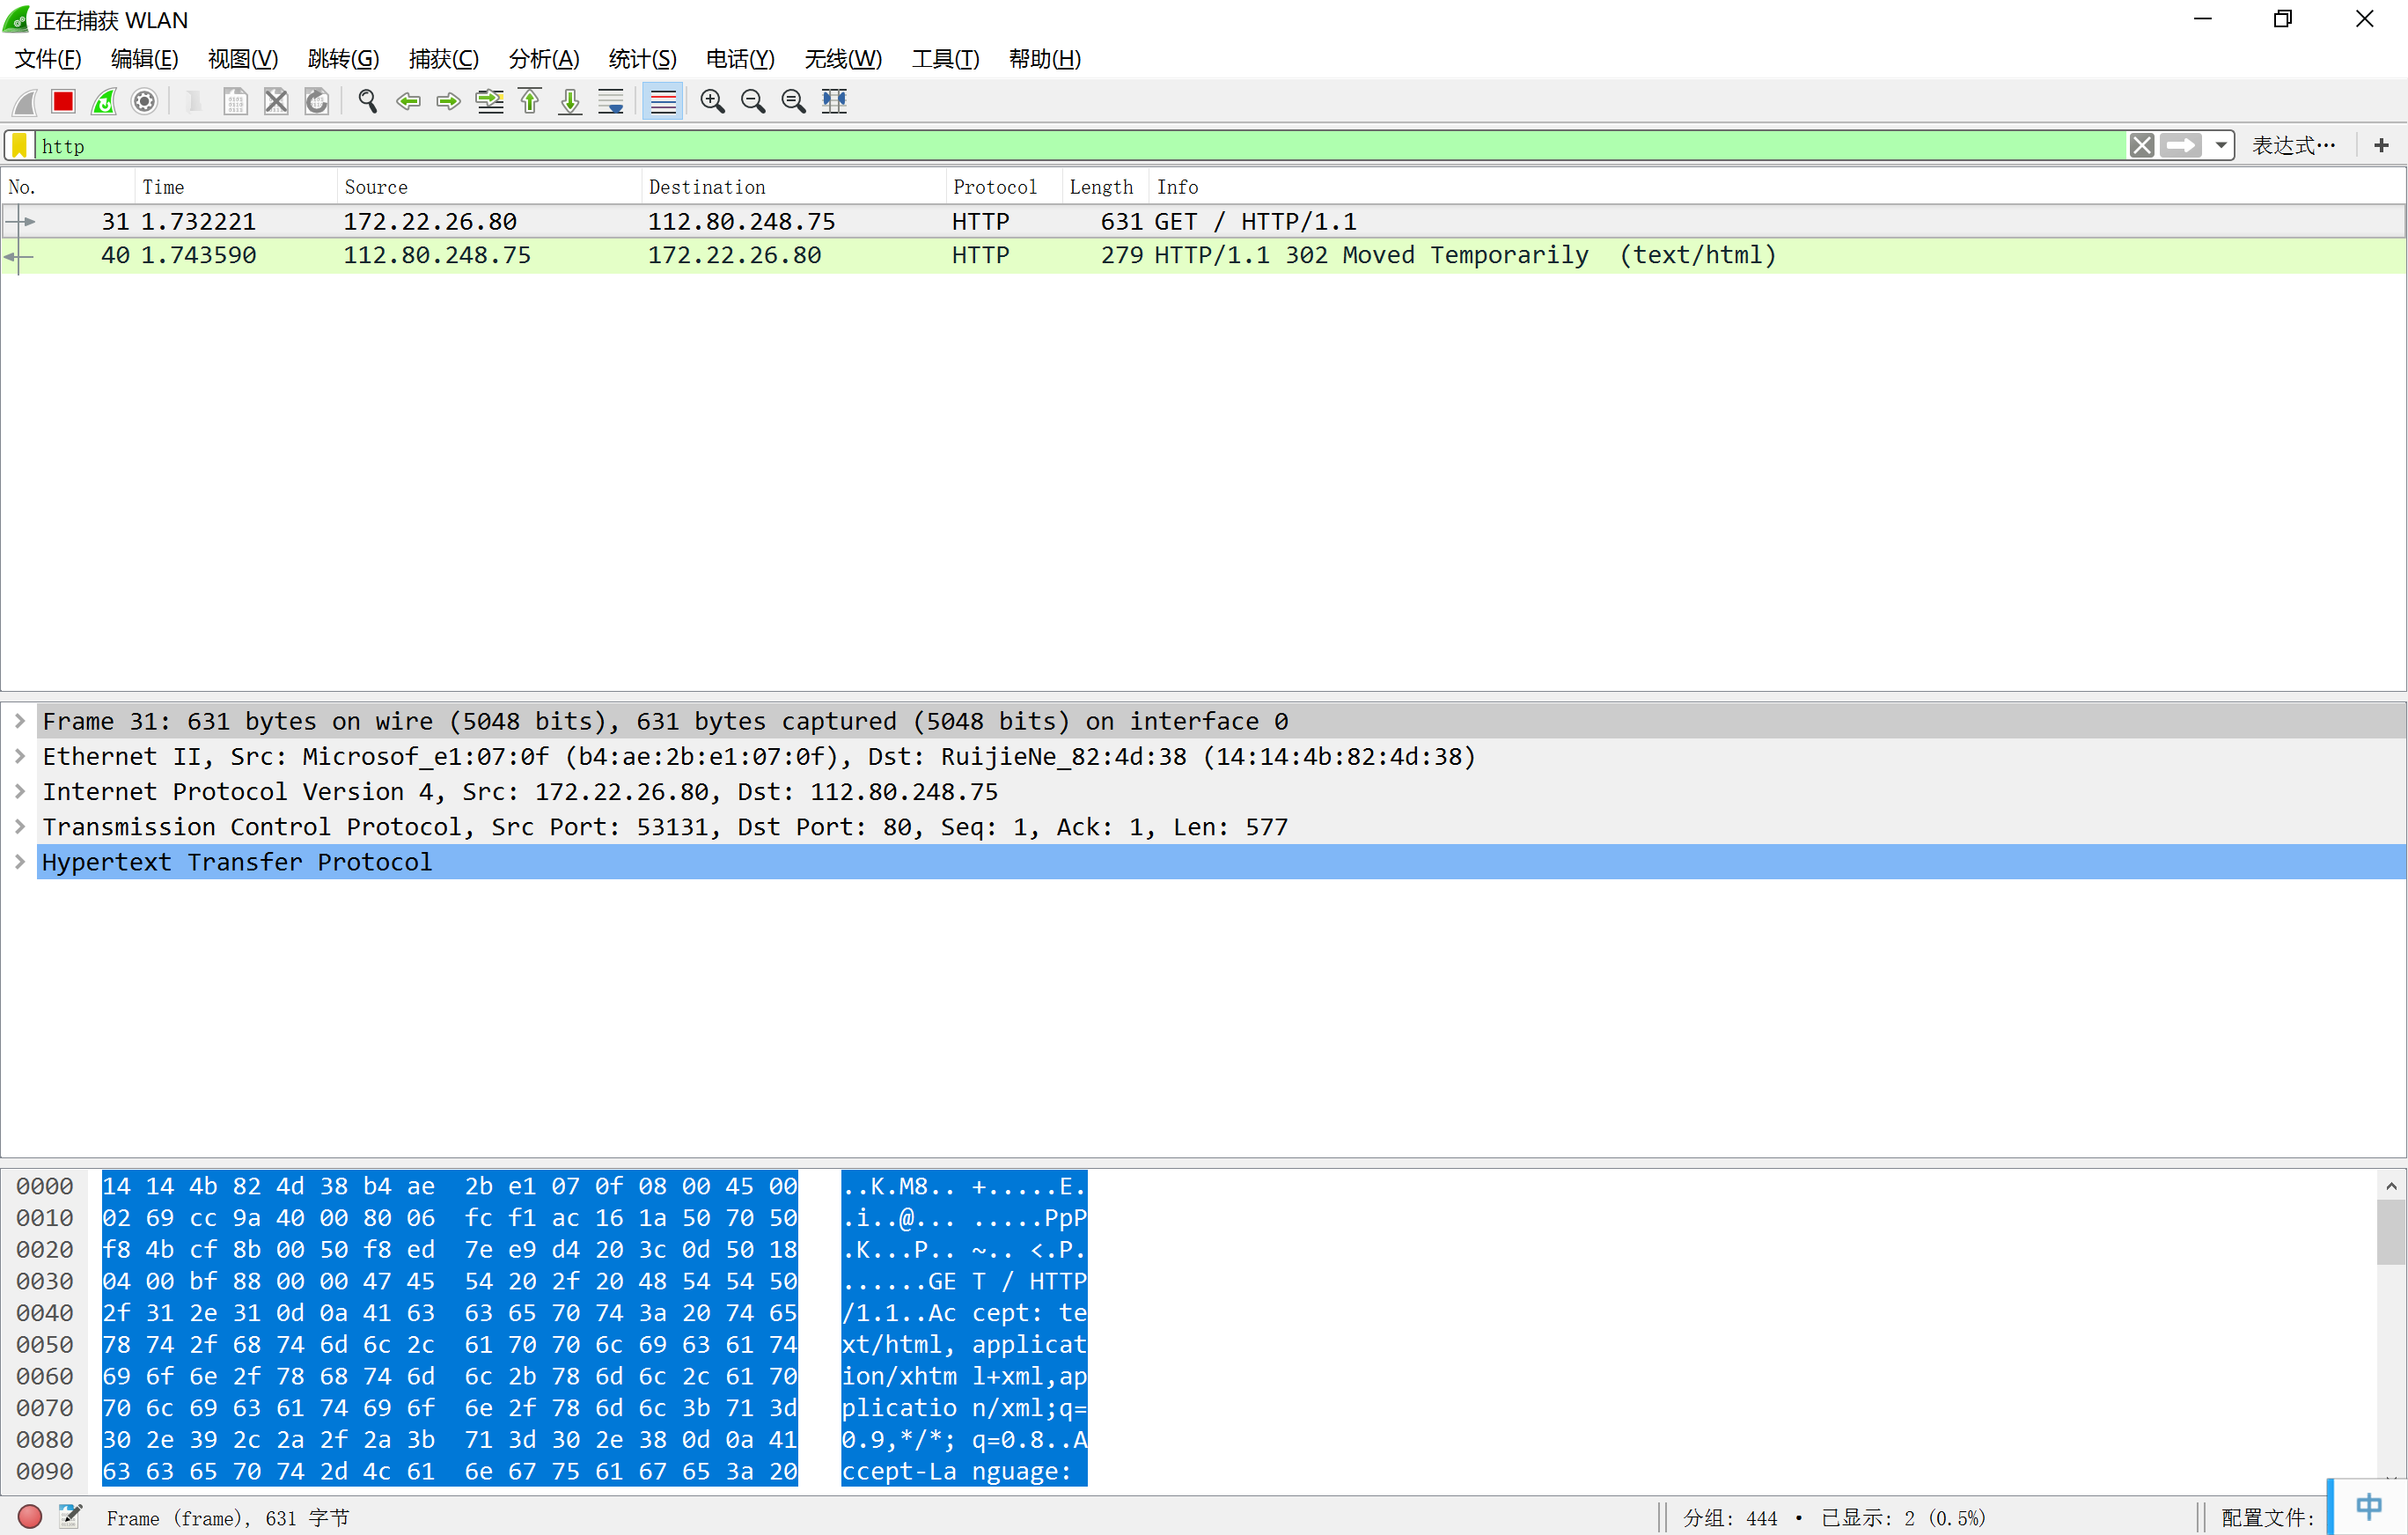 正在捕获 WLAN
文件(F) 编辑(E) 视图(V) 跳转(G) 捕获(C) 分析(A) 统计(S) 电话(Y) 无线(W) 工具(T) 帮助(H)
http 表达式… +
No. Time Source Destination Protocol Length Info
31 1.732221 172.22.26.80 112.80.248.75 HTTP 631 GET / HTTP/1.1
40 1.743590 112.80.248.75 172.22.26.80 HTTP 279 HTTP/1.1 302 Moved Temporarily (text/html)
Frame 31: 631 bytes on wire (5048 bits), 631 bytes captured (5048 bits) on interface 0
Ethernet II, Src: Microsof_e1:07:0f (b4:ae:2b:e1:07:0f), Dst: RuijieNe_82:4d:38 (14:14:4b:82:4d:38)
Internet Protocol Version 4, Src: 172.22.26.80, Dst: 112.80.248.75
Transmission Control Protocol, Src Port: 53131, Dst Port: 80, Seq: 1, Ack: 1, Len: 577
Hypertext Transfer Protocol
0000 14 14 4b 82 4d 38 b4 ae 2b e1 07 0f 08 00 45 00 ..K.M8.. +.....E.
0010 02 69 cc 9a 40 00 80 06 fc f1 ac 16 1a 50 70 50 .i..@... .....PpP
0020 f8 4b cf 8b 00 50 f8 ed 7e e9 d4 20 3c 0d 50 18 .K...P.. ~.. <.P.
0030 04 00 bf 88 00 00 47 45 54 20 2f 20 48 54 54 50 ......GE T / HTTP
0040 2f 31 2e 31 0d 0a 41 63 63 65 70 74 3a 20 74 65 /1.1..Ac cept: te
0050 78 74 2f 68 74 6d 6c 2c 61 70 70 6c 69 63 61 74 xt/html, applicat
0060 69 6f 6e 2f 78 68 74 6d 6c 2b 78 6d 6c 2c 61 70 ion/xhtm l+xml,ap
0070 70 6c 69 63 61 74 69 6f 6e 2f 78 6d 6c 3b 71 3d plicatio n/xml;q=
0080 30 2e 39 2c 2a 2f 2a 3b 71 3d 30 2e 38 0d 0a 41 0.9,*/*; q=0.8..A
0090 63 63 65 70 74 2d 4c 61 6e 67 75 61 67 65 3a 20 ccept-La nguage:
Frame (frame), 631 字节 分组: 444 · 已显示: 2 (0.5%) 配置文件: 中